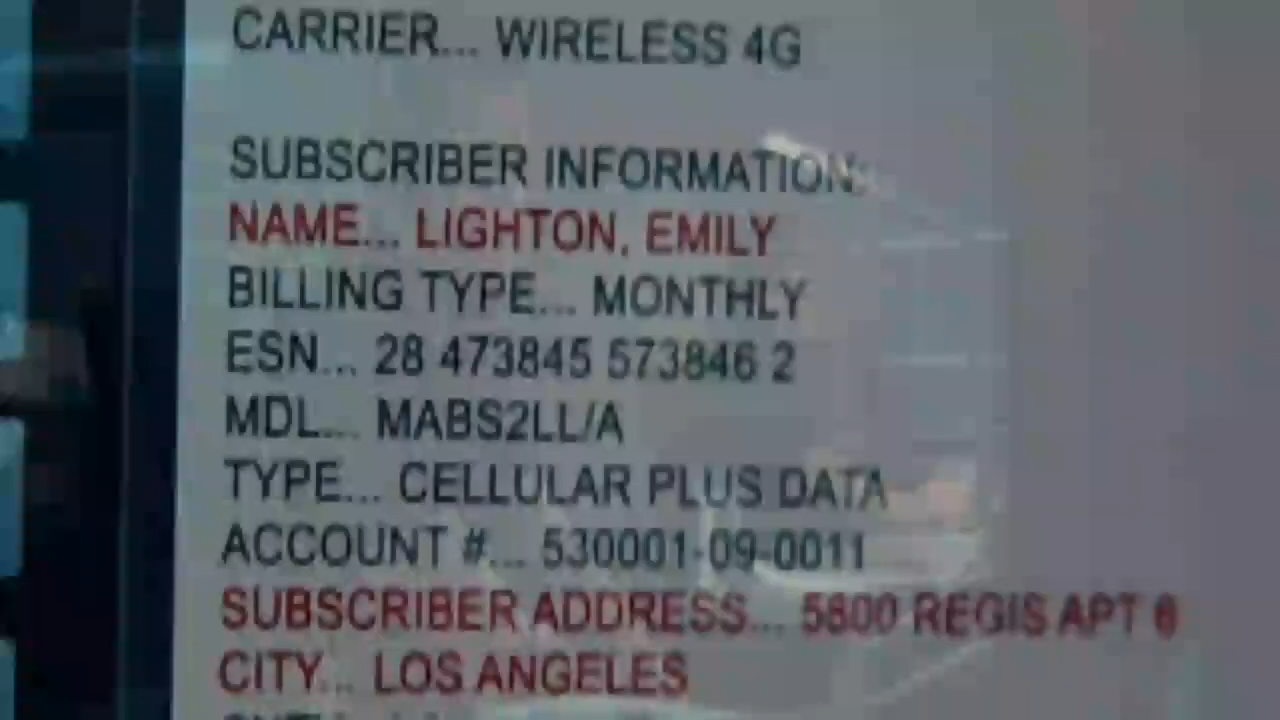 CARRIER... WIRELESS 4G
SUBSCRIBER INFORMATION:
NAME... LIGHTON, EMILY
BILLING TYPE... MONTHLY
ESN... 28 473845 573846 2
MDL... MABS2LL/A
TYPE... CELLULAR PLUS DATA
ACCOUNT #... 530001-09-0011
SUBSCRIBER ADDRESS... 5800 REGIS APT 6
CITY... LOS ANGELES